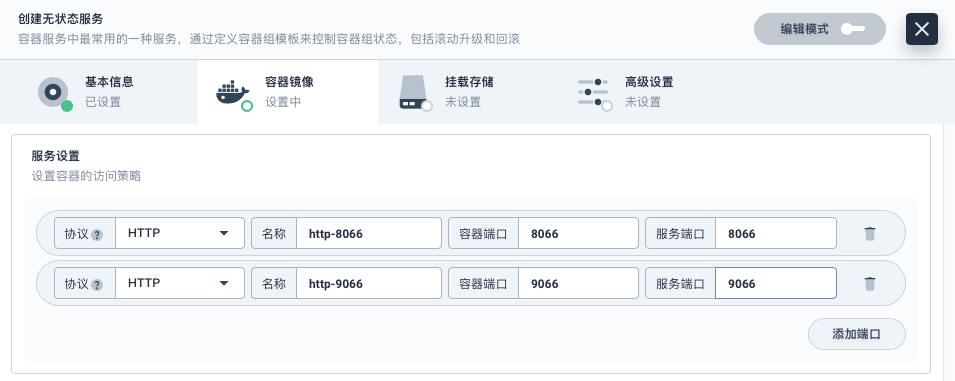 创建无状态服务
容器服务中最常用的一种服务，通过定义容器组模板来控制容器组状态，包括滚动升级和回滚
编辑模式
基本信息
已设置
容器镜像
设置中
挂载存储
未设置
高级设置
未设置
服务设置
设置容器的访问策略
协议 ? HTTP 名称 http-8066 容器端口 8066 服务端口 8066
协议 ? HTTP 名称 http-9066 容器端口 9066 服务端口 9066
添加端口